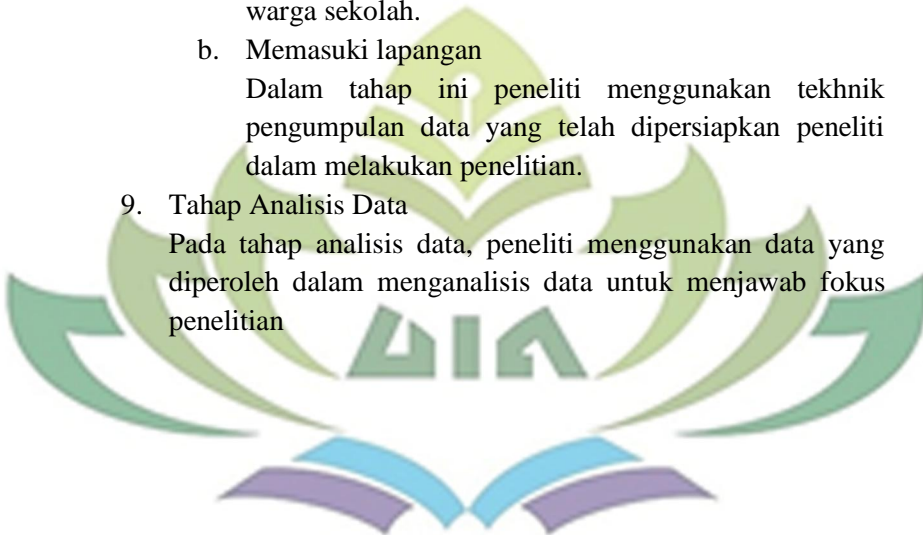 warga sekolah.
b. Memasuki lapangan
Dalam tahap ini peneliti menggunakan tekhnik
pengumpulan data yang telah dipersiapkan peneliti
dalam melakukan penelitian.
9. Tahap Analisis Data
Pada tahap analisis data, peneliti menggunakan data yang
diperoleh dalam menganalisis data untuk menjawab fokus
penelitian
UIN